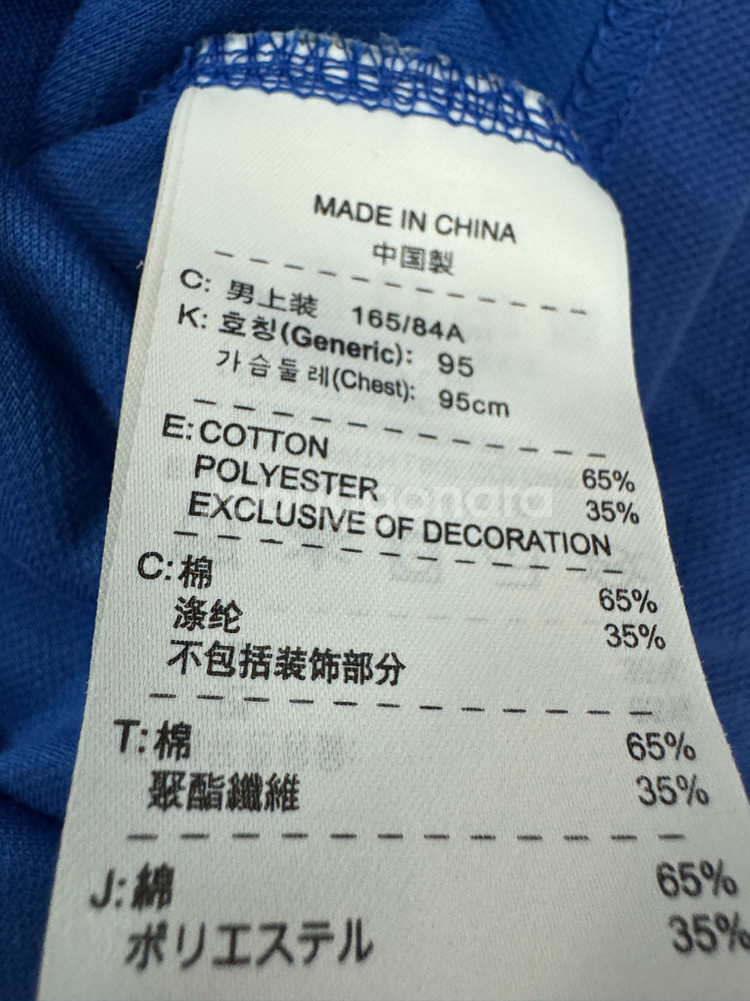 MADE IN CHINA
中国製
C: 男上装 165/84A
K: 호칭(Generic): 95
가슴둘레(Chest): 95cm
E: COTTON 65%
POLYESTER 35%
EXCLUSIVE OF DECORATION
C: 棉 65%
涤纶 35%
不包括装饰部分
T: 棉 65%
聚酯纖維 35%
J: 綿 65%
ポリエステル 35%